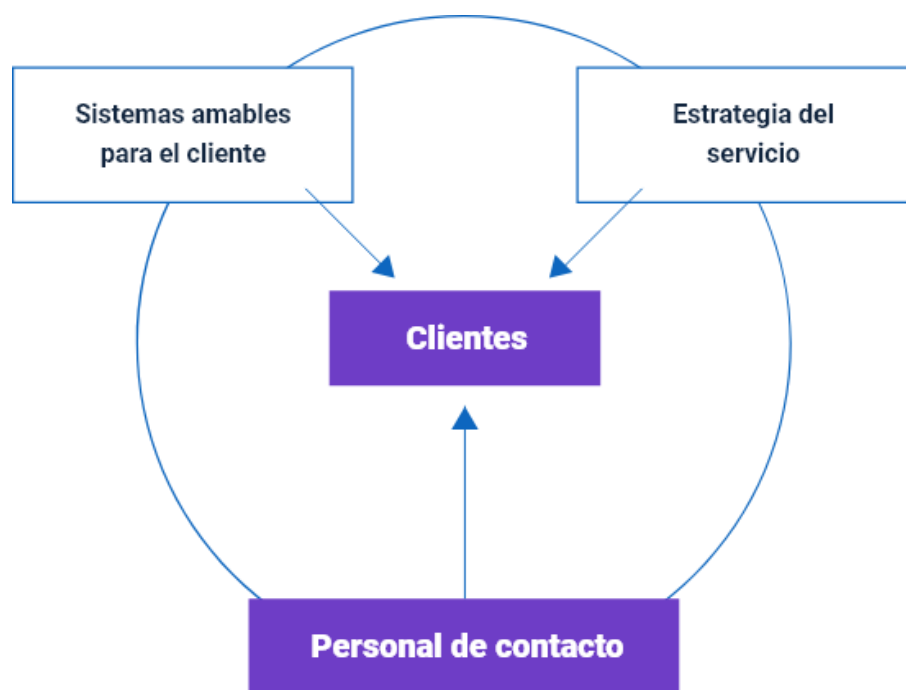 Sistemas amables
para el cliente
Estrategia del
servicio
Clientes
Personal de contacto